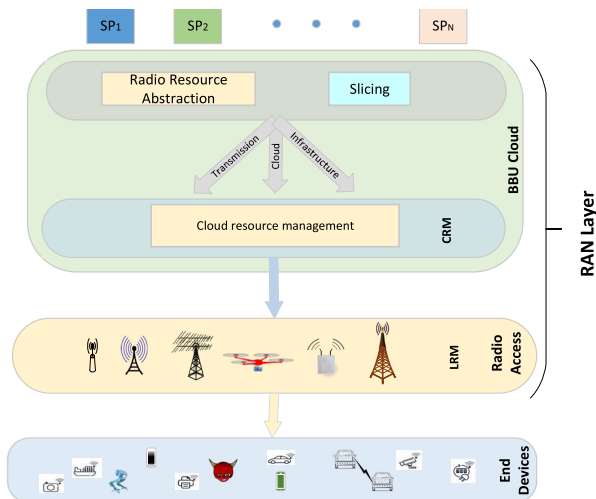 SP1
SP2
SPN
Radio Resource
Abstraction
Slicing
Transmission
Cloud
Infrastructure
BBU Cloud
Cloud resource management
CRM
RAN Layer
LRM
Radio
Access
End
Devices